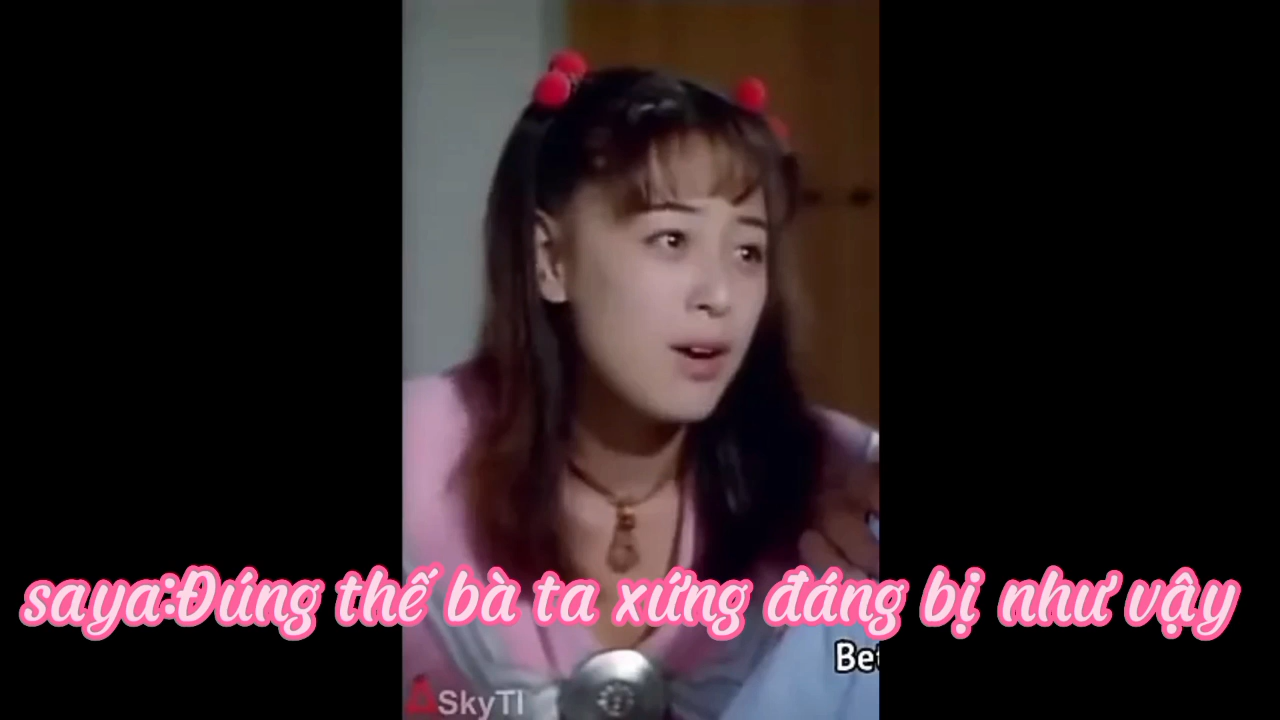 saya:Đúng thế bà ta xứng đáng bị như vậy
Bet
SkyTI